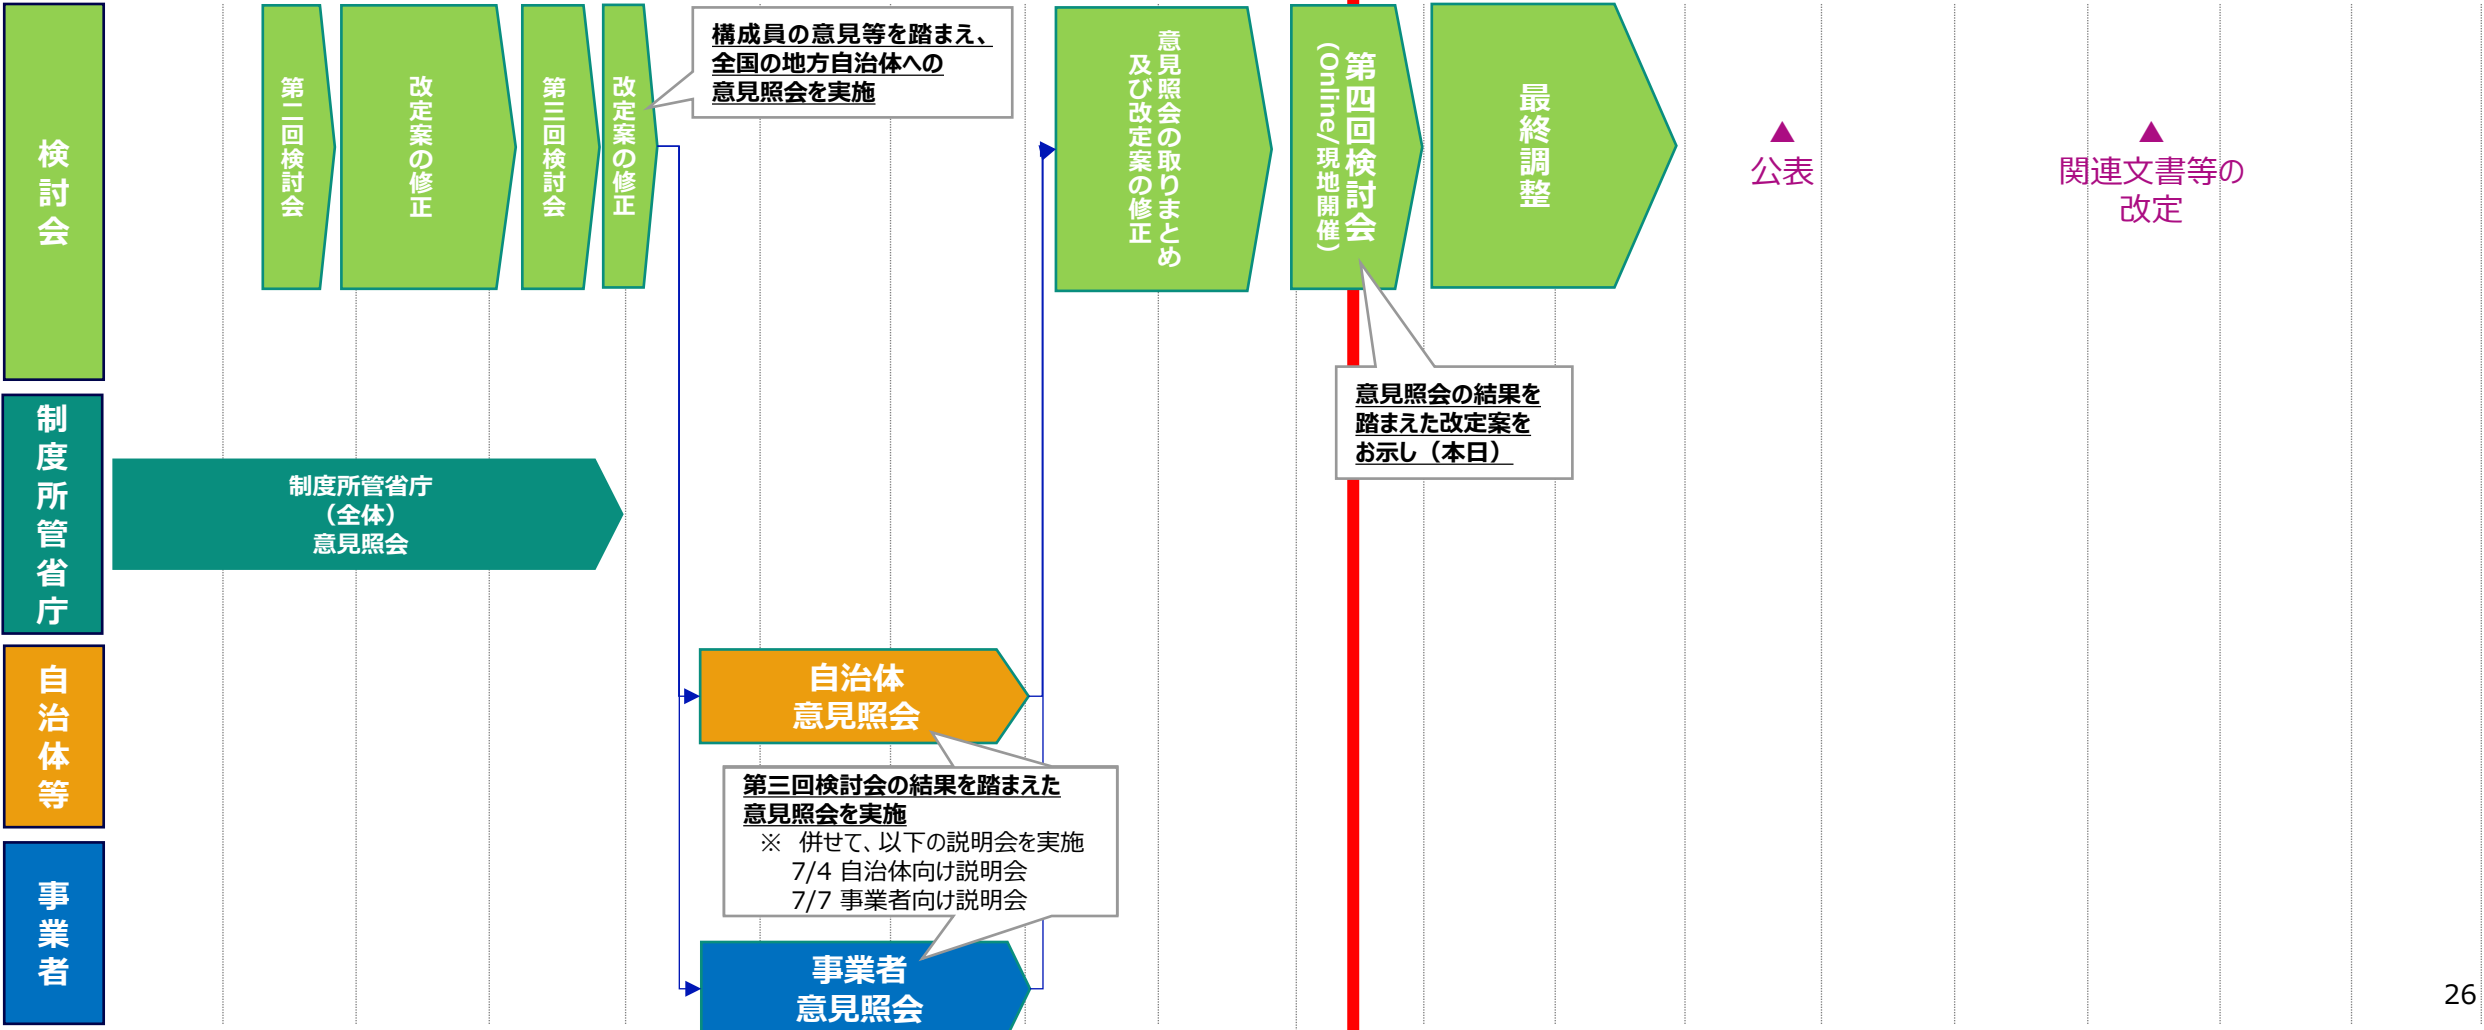 検討会
第二回検討会
改定案の修正
第三回検討会
改定案の修正
構成員の意見等を踏まえ、
全国の地方自治体への
意見照会を実施
意見照会の取りまとめ
及び改定案の修正
第四回検討会
（Online/現地開催）
最終調整
▲
公表
▲
関連文書等の
改定
意見照会の結果を
踏まえた改定案を
お示し（本日）
制度所管省庁
制度所管省庁
（全体）
意見照会
自治体等
自治体
意見照会
第三回検討会の結果を踏まえた
意見照会を実施
※ 併せて、以下の説明会を実施
7/4 自治体向け説明会
7/7 事業者向け説明会
事業者
事業者
意見照会
26